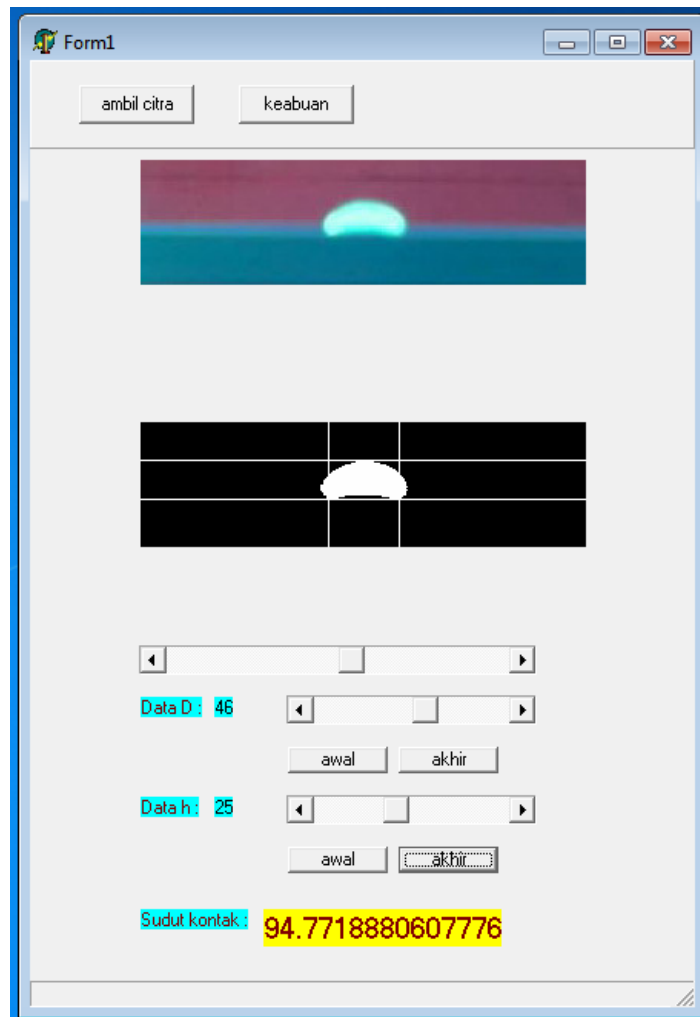 Form1
ambil citra keabuan
Data D : 46
awal akhir
Data h : 25
awal akhir
Sudut kontak : 94.7718880607776